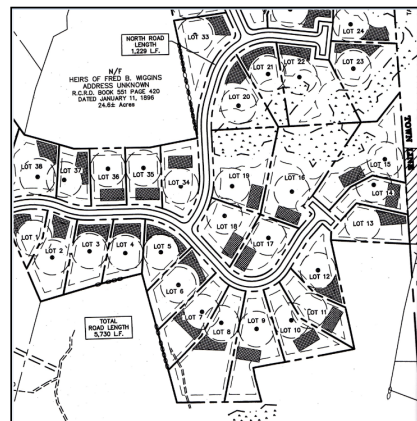 LOT 33
NORTH ROAD
LENGTH
1,229 L.F.
LOT 24
LOT 23
LOT 21
LOT 22
N/F
HEIRS OF FRED B. WIGGINS
ADDRESS UNKNOWN
R.C.R.D. BOOK 551 PAGE 420
DATED JANUARY 11, 1896
24.6± Acres
LOT 20
TOWN LINE
LOT 38
LOT 37
LOT 36
LOT 35
LOT 34
LOT 19
LOT 16
LOT 15
LOT 14
LOT 13
LOT 18
LOT 17
LOT 1
LOT 2
LOT 3
LOT 4
LOT 5
LOT 6
LOT 12
LOT 7
LOT 8
LOT 9
LOT 10
LOT 11
TOTAL
ROAD LENGTH
5,730 L.F.